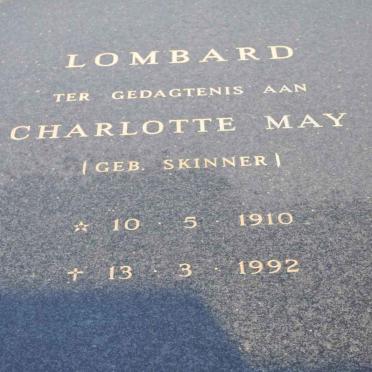 LOMBARD
TER GEDAGTENIS AAN
CHARLOTTE MAY
(GEB. SKINNER)
☆ 10 · 5 · 1910
✝ 13 · 3 · 1992